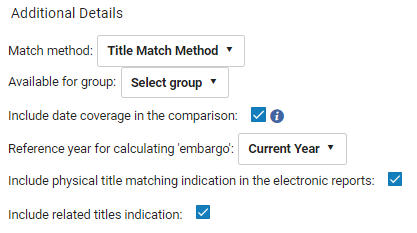 Additional Details
Match method: Title Match Method
Available for group: Select group
Include date coverage in the comparison: i
Reference year for calculating 'embargo': Current Year
Include physical title matching indication in the electronic reports:
Include related titles indication: